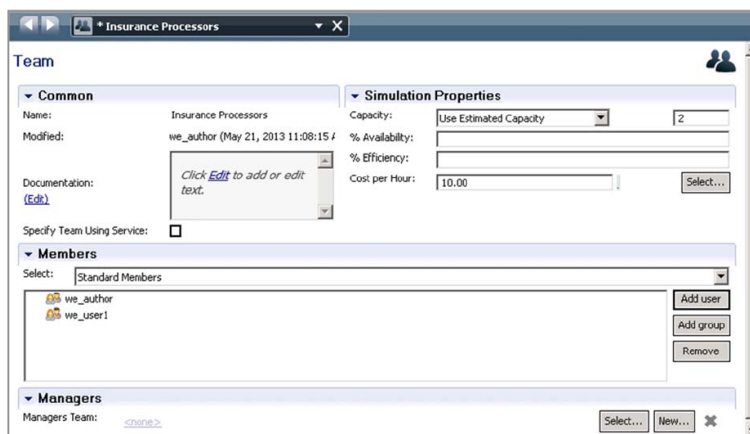 * Insurance Processors
Team
Common
Name: Insurance Processors
Modified: we_author (May 21, 2013 11:08:15 A
Documentation:
(Edit)
Click Edit to add or edit
text.
Specify Team Using Service:
Simulation Properties
Capacity: Use Estimated Capacity 2
% Availability:
% Efficiency:
Cost per Hour: 10.00 Select...
Members
Select: Standard Members
we_author
we_user1
Add user
Add group
Remove
Managers
Managers Team: <none> Select... New...